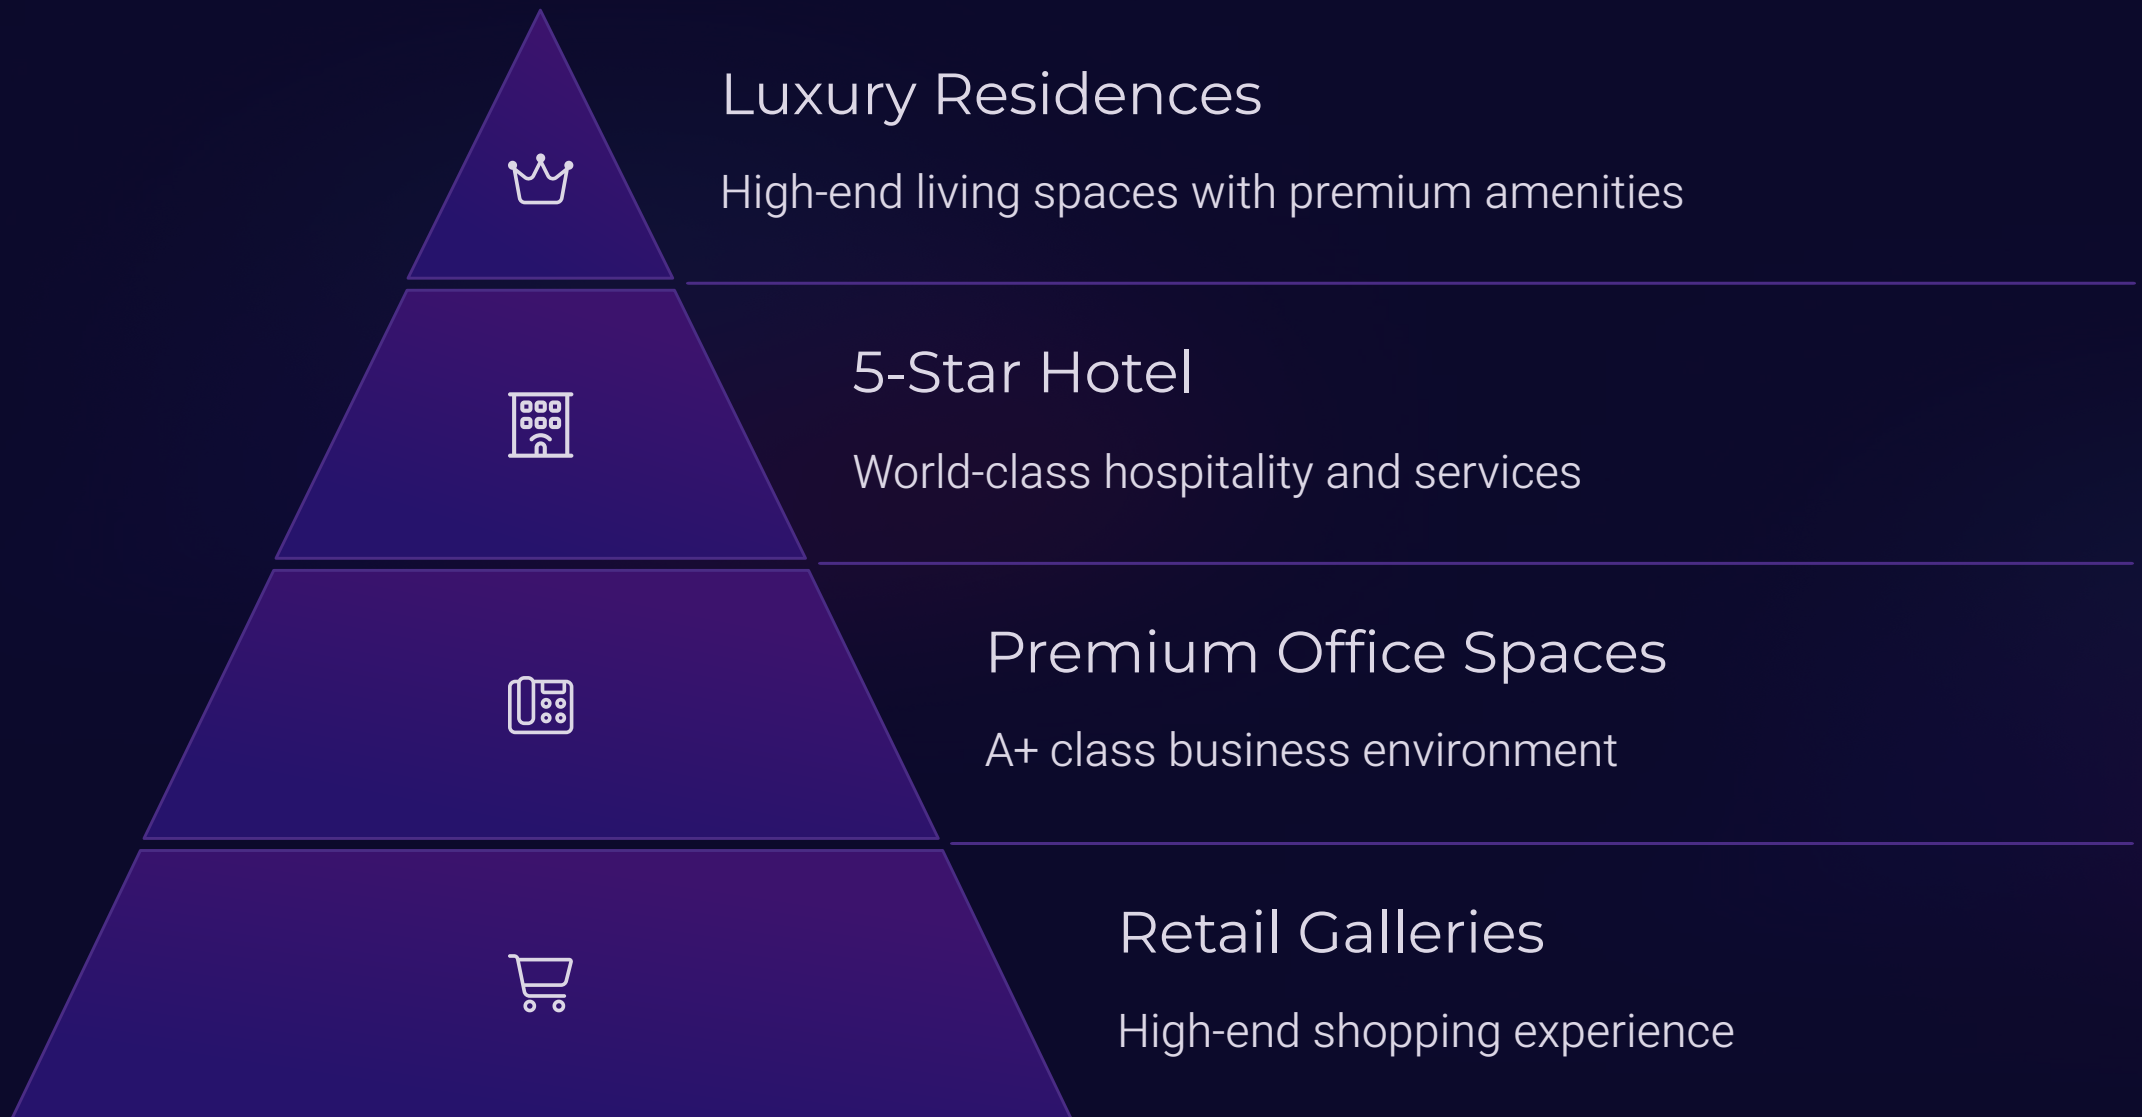 Luxury Residences
High-end living spaces with premium amenities
5-Star Hotel
World-class hospitality and services
Premium Office Spaces
A+ class business environment
Retail Galleries
High-end shopping experience